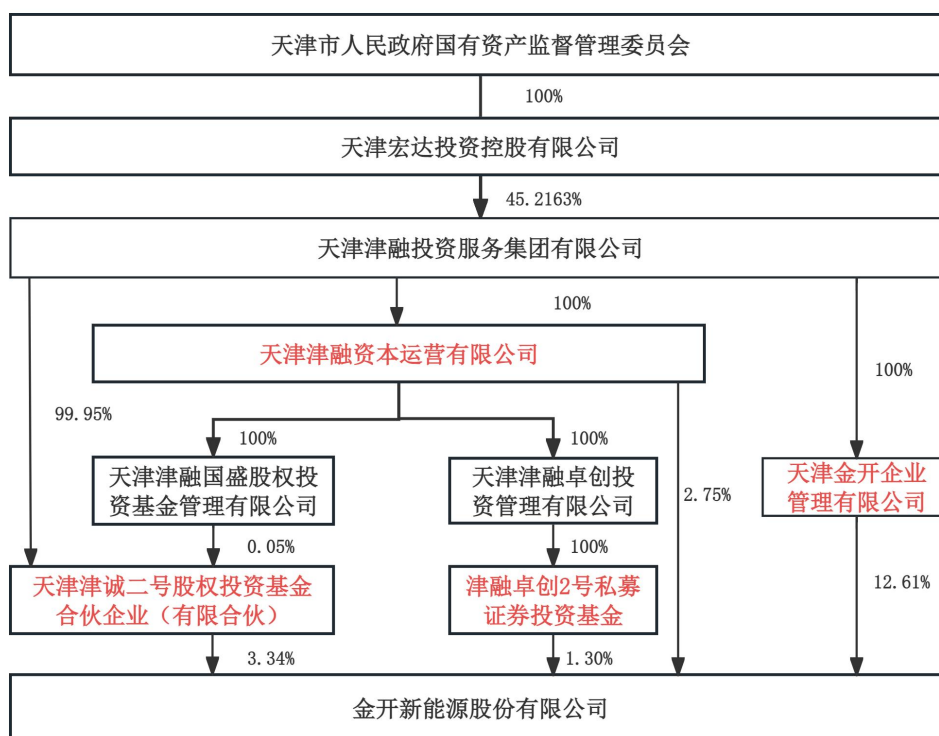 天津市人民政府国有资产监督管理委员会
100%
天津宏达投资控股有限公司
45.2163%
天津津融投资服务集团有限公司
100%
天津津融资本运营有限公司
100%
99.95%
100%
100%
天津津融国盛股权投
资基金管理有限公司
天津津融卓创投
资管理有限公司
2.75%
天津金开企业
管理有限公司
0.05%
100%
天津津诚二号股权投资基金
合伙企业（有限合伙）
津融卓创2号私募
证券投资基金
12.61%
3.34%
1.30%
金开新能源股份有限公司